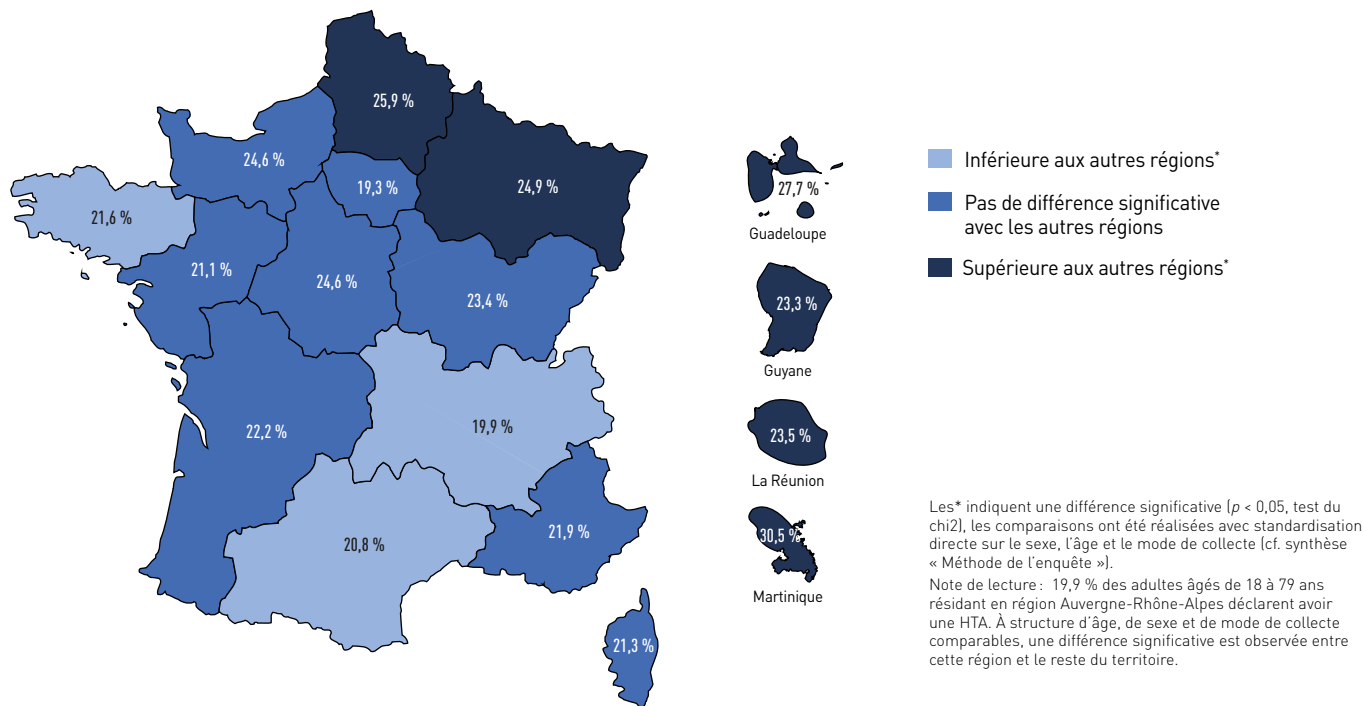 25,9 %
24,6 %
19,3 %
24,9 %
21,6 %
21,1 %
24,6 %
23,4 %
22,2 %
19,9 %
20,8 %
21,9 %
21,3 %
27,7 %
Guadeloupe
23,3 %
Guyane
23,5 %
La Réunion
30,5 %
Martinique
Inférieure aux autres régions*
Pas de différence significative
avec les autres régions
Supérieure aux autres régions*
Les* indiquent une différence significative (p < 0,05, test du
chi2), les comparaisons ont été réalisées avec standardisation
directe sur le sexe, l’âge et le mode de collecte (cf. synthèse
« Méthode de l’enquête »).
Note de lecture : 19,9 % des adultes âgés de 18 à 79 ans
résidant en région Auvergne-Rhône-Alpes déclarent avoir
une HTA. À structure d’âge, de sexe et de mode de collecte
comparables, une différence significative est observée entre
cette région et le reste du territoire.